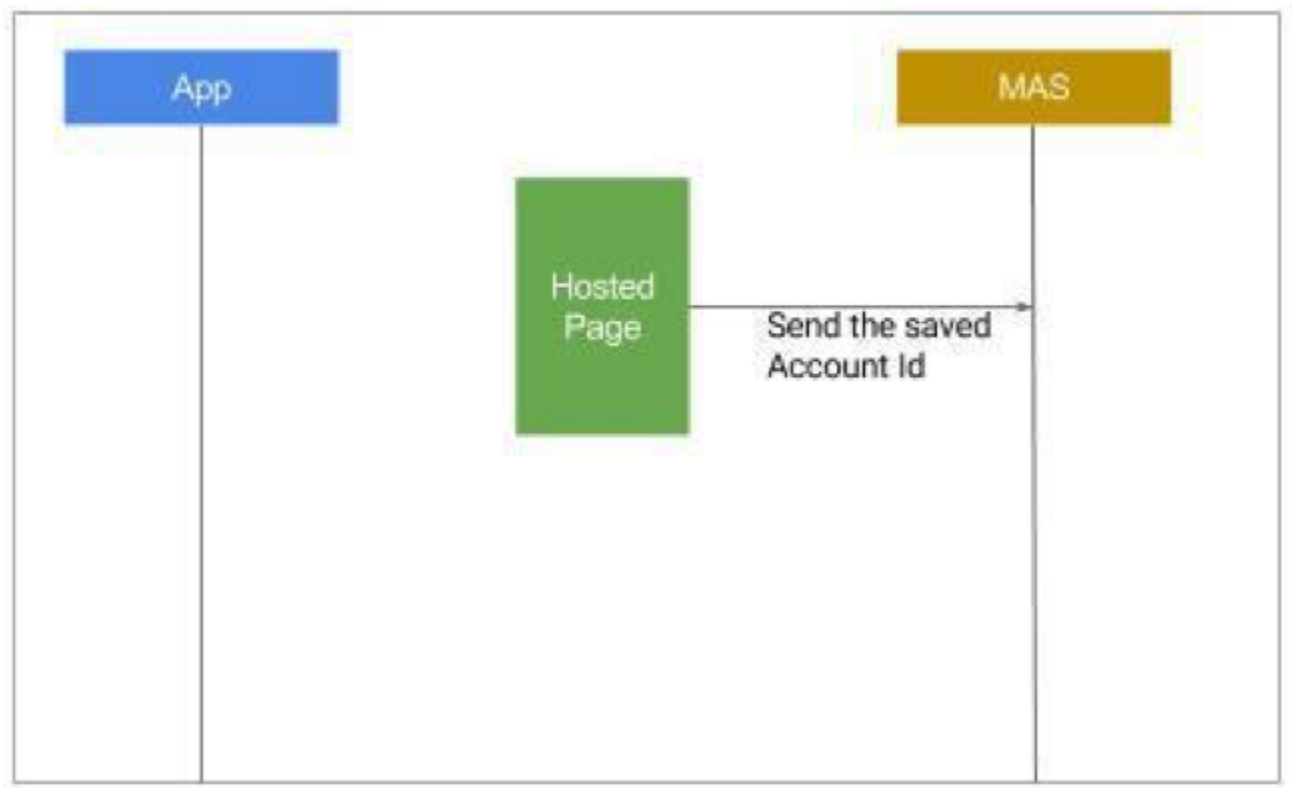 App
MAS
Hosted
Page
Send the saved
Account Id